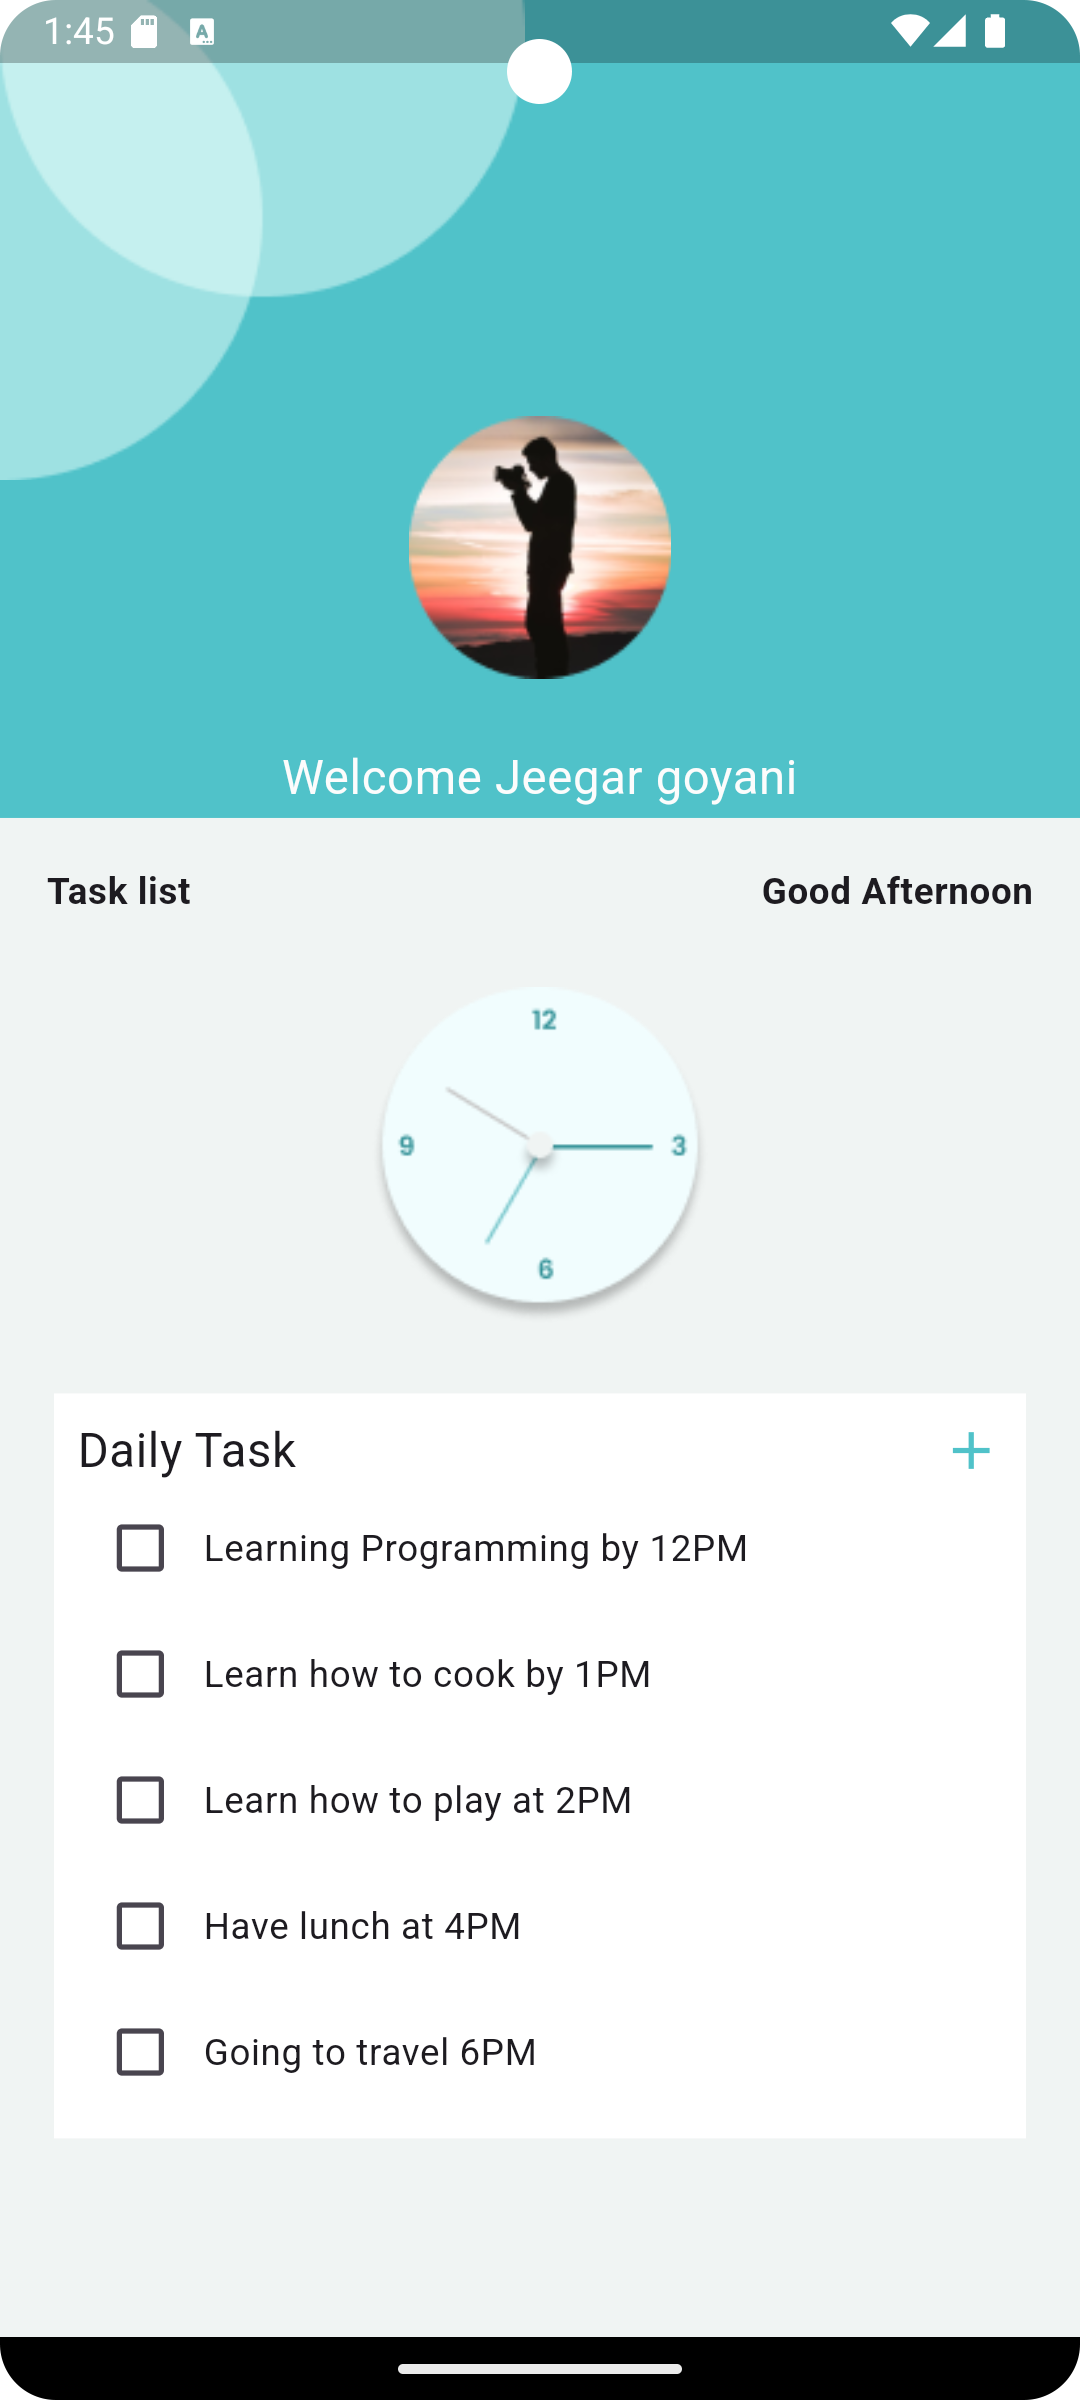 1:45
Welcome Jeegar goyani
Task list
Good Afternoon
12
9
3
6
Daily Task
+
Learning Programming by 12PM
Learn how to cook by 1PM
Learn how to play at 2PM
Have lunch at 4PM
Going to travel 6PM